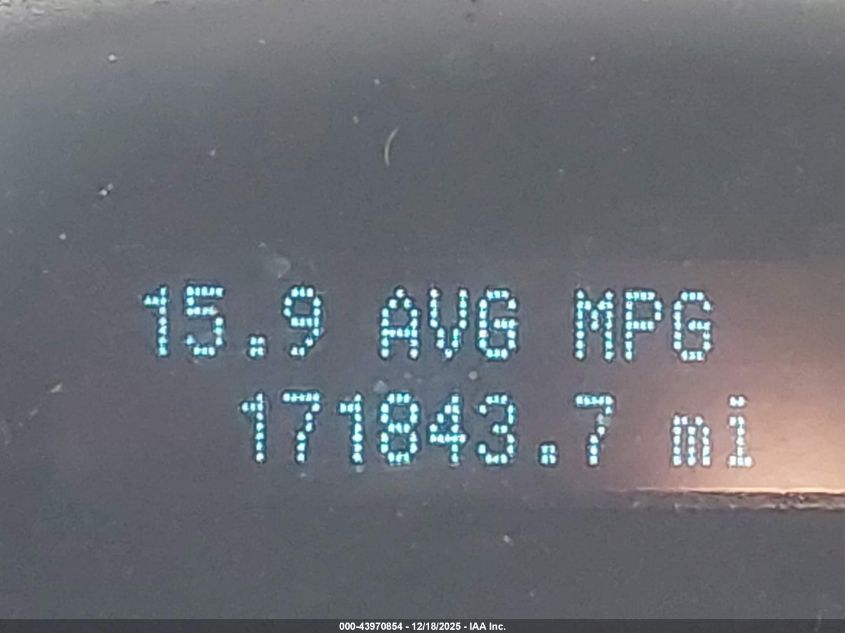 15.9 AVG MPG
171843.7 mi
000-43970854 - 12/18/2025 - IAA Inc.